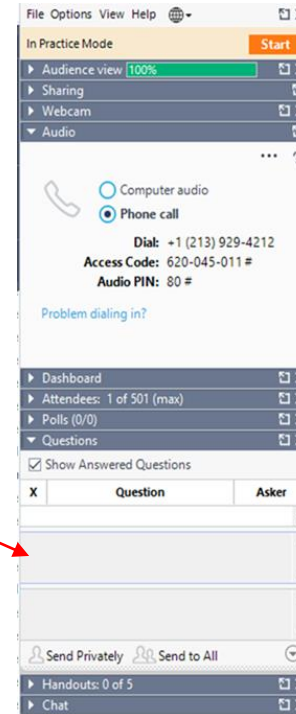 File Options View Help
In Practice Mode Start
Audience view 100%
Sharing
Webcam
Audio
...
Computer audio
Phone call
Dial: +1 (213) 929-4212
Access Code: 620-045-011 #
Audio PIN: 80 #
Problem dialing in?
Dashboard
Attendees: 1 of 501 (max)
Polls (0/0)
Questions
Show Answered Questions
X Question Asker
Send Privately Send to All
Handouts: 0 of 5
Chat